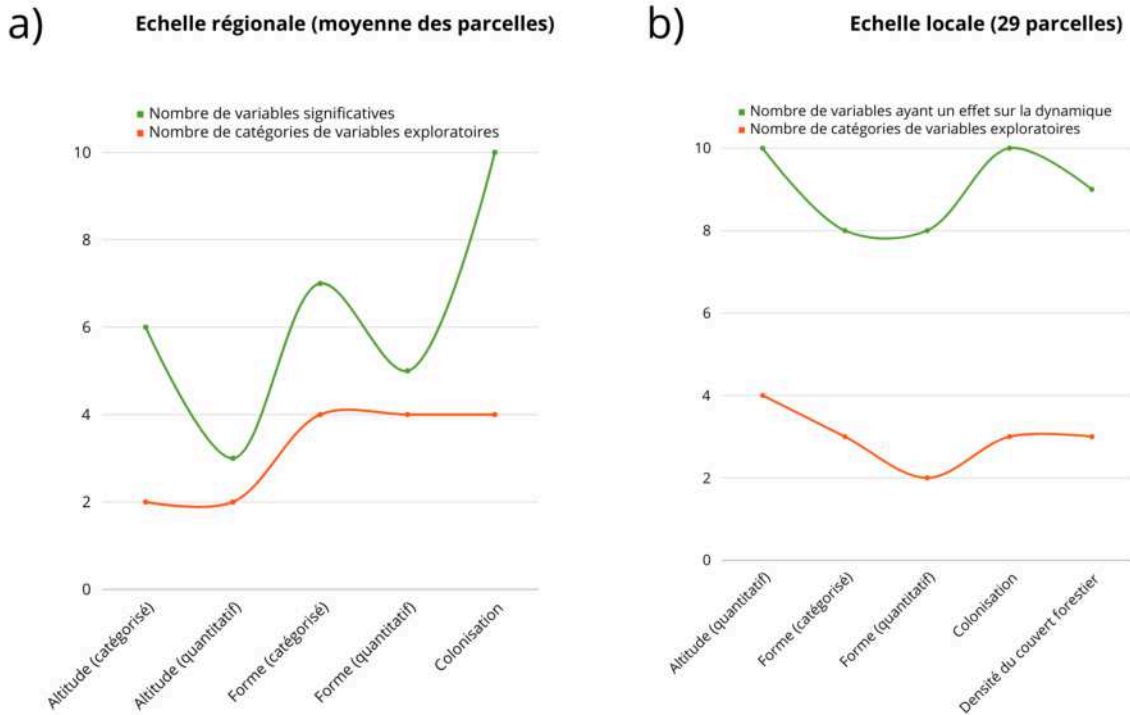 a)
Echelle régionale (moyenne des parcelles)
Nombre de variables significatives
Nombre de catégories de variables exploratoires
10
8
6
4
2
0
Altitude (catégorisé)
Altitude (quantitatif)
Forme (catégorisé)
Forme (quantitatif)
Colonisation
b)
Echelle locale (29 parcelles)
Nombre de variables ayant un effet sur la dynamique
Nombre de catégories de variables exploratoires
10
8
6
4
2
0
Altitude (quantitatif)
Forme (catégorisé)
Forme (quantitatif)
Colonisation
Densité du couvert forestier